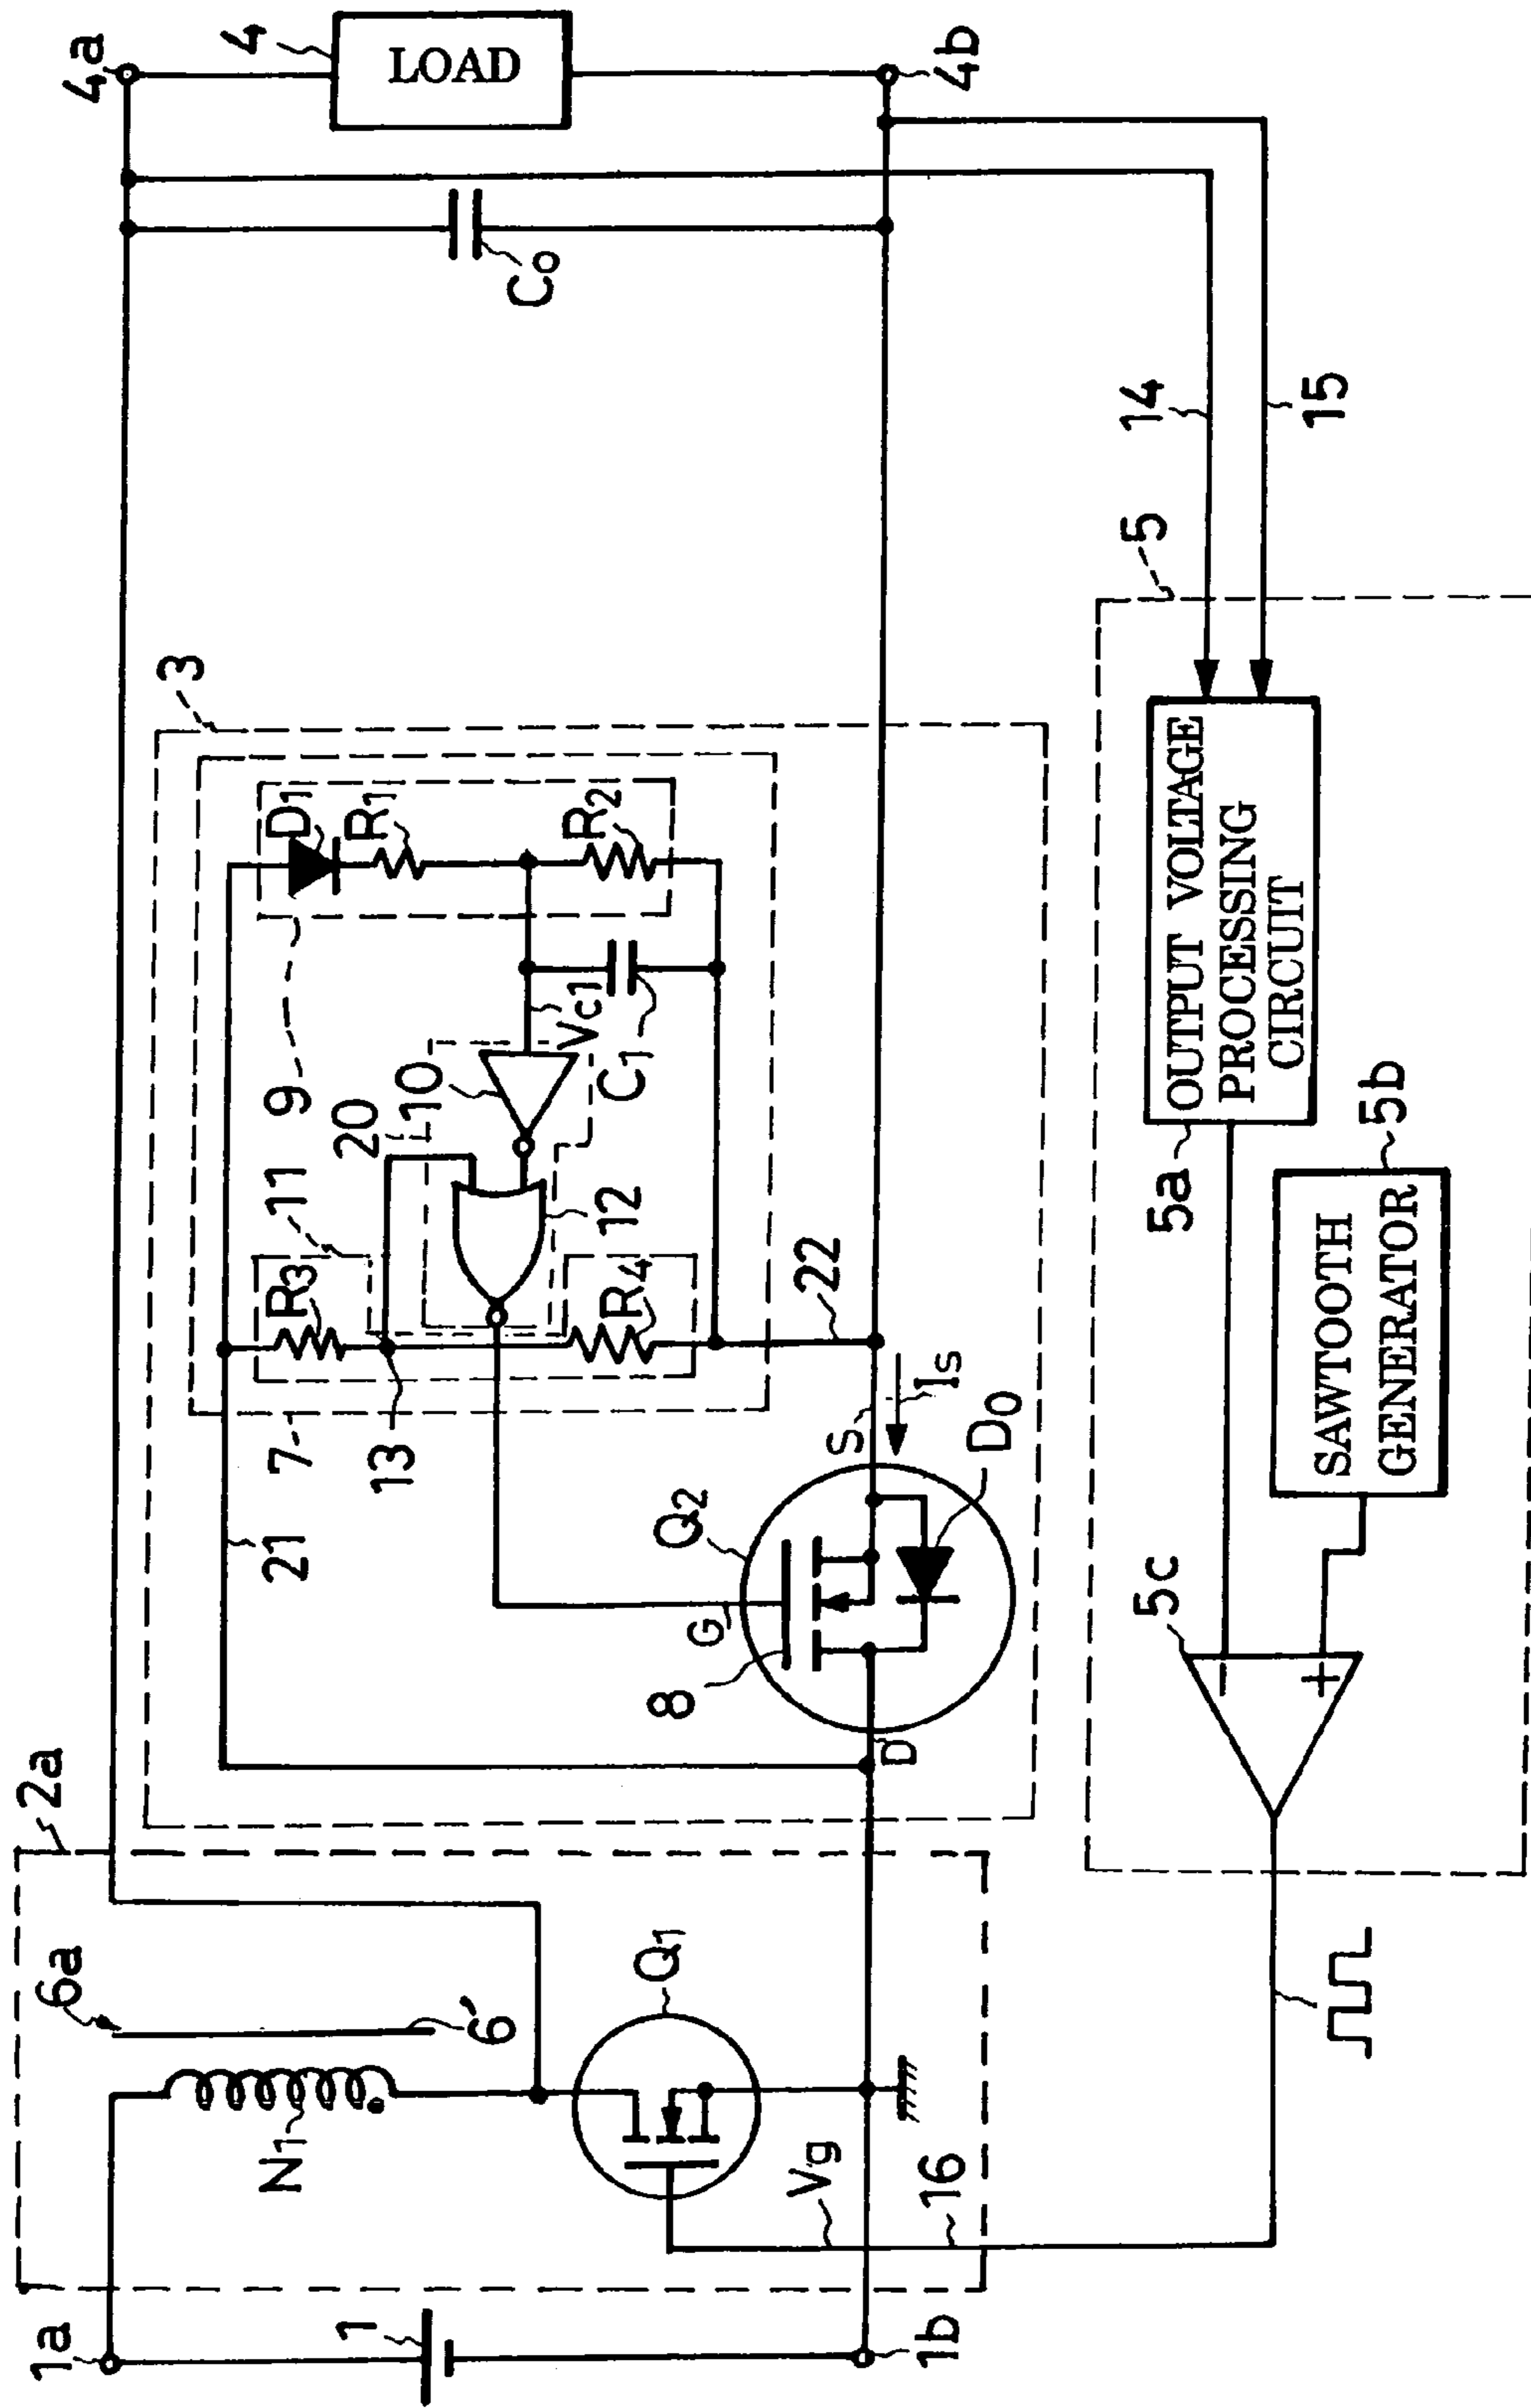 1a
1
1b
2a
6a
6'
N1
Q1
Vg
16
3
7
21
13
11
20
10
9
R3
R4
12
D1
R1
R2
Vc1
C1
22
8
Q2
G
D
S
Is
D0
4a
4
LOAD
4b
Co
14
15
5
5a
OUTPUT VOLTAGE
PROCESSING
CIRCUIT
5b
SAWTOOTH
GENERATOR
5c
−
+